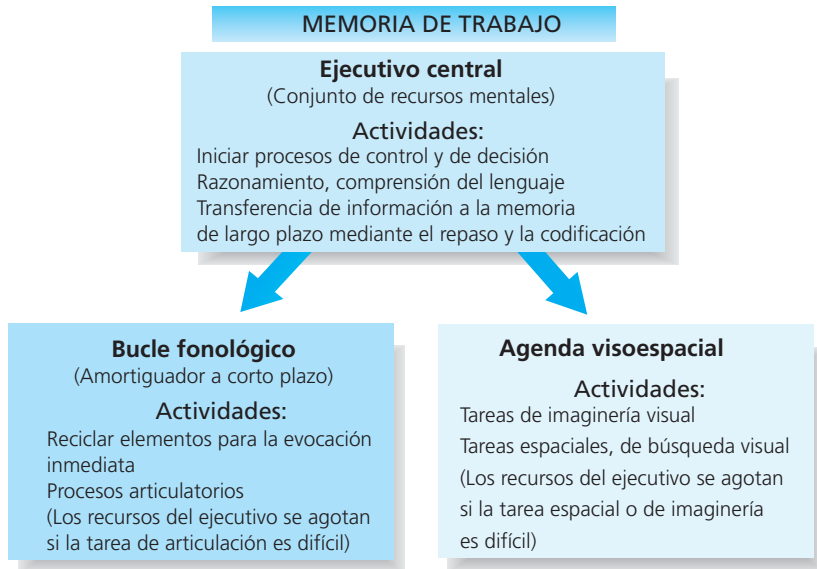 MEMORIA DE TRABAJO
Ejecutivo central
(Conjunto de recursos mentales)
Actividades:
Iniciar procesos de control y de decisión
Razonamiento, comprensión del lenguaje
Transferencia de información a la memoria
de largo plazo mediante el repaso y la codificación
Bucle fonológico
(Amortiguador a corto plazo)
Actividades:
Reciclar elementos para la evocación
inmediata
Procesos articulatorios
(Los recursos del ejecutivo se agotan
si la tarea de articulación es difícil)
Agenda visoespacial
Actividades:
Tareas de imaginería visual
Tareas espaciales, de búsqueda visual
(Los recursos del ejecutivo se agotan
si la tarea espacial o de imaginería
es difícil)